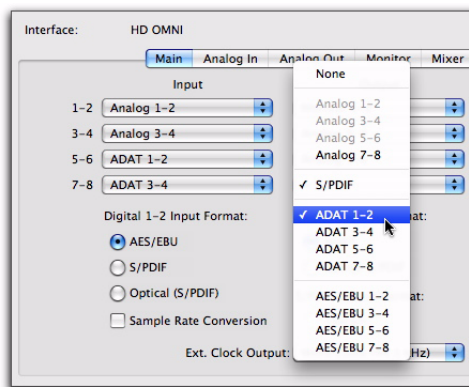 Interface: HD OMNI
Main Analog In Analog Out Monitor Mixer
Input
1-2 Analog 1-2
3-4 Analog 3-4
5-6 ADAT 1-2
7-8 ADAT 3-4
Digital 1-2 Input Format:
AES/EBU
S/PDIF
Optical (S/PDIF)
Sample Rate Conversion
Ext. Clock Output:
None
Analog 1-2
Analog 3-4
Analog 5-6
Analog 7-8
✓ S/PDIF
✓ ADAT 1-2
ADAT 3-4
ADAT 5-6
ADAT 7-8
AES/EBU 1-2
AES/EBU 3-4
AES/EBU 5-6
AES/EBU 7-8
at:
at:
Hz)